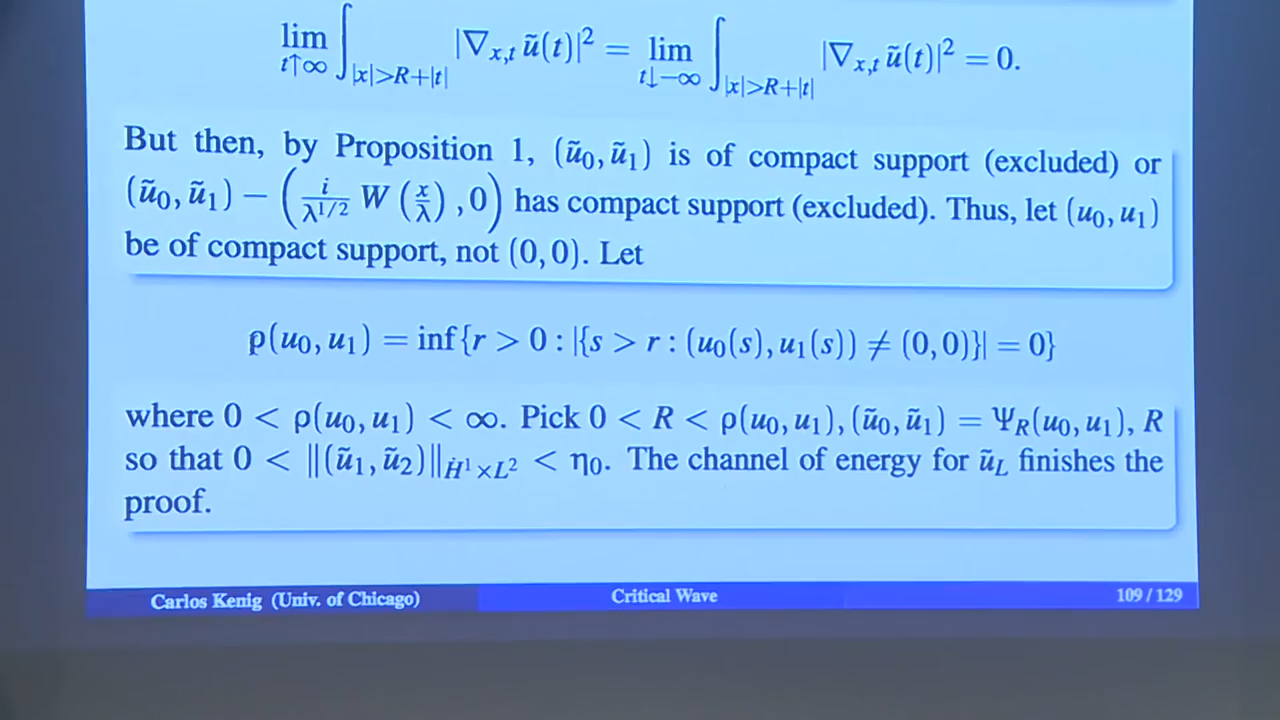 lim_{t↑∞} ∫_{|x|>R+|t|} |∇_{x,t} ũ(t)|² = lim_{t↓−∞} ∫_{|x|>R+|t|} |∇_{x,t} ũ(t)|² = 0.
But then, by Proposition 1, (ũ₀, ũ₁) is of compact support (excluded) or
(ũ₀, ũ₁) − (i/λ^{1/2} W (x/λ), 0) has compact support (excluded). Thus, let (u₀, u₁)
be of compact support, not (0, 0). Let
ρ(u₀, u₁) = inf{r > 0 : |{s > r : (u₀(s), u₁(s)) ≠ (0, 0)}| = 0}
where 0 < ρ(u₀, u₁) < ∞. Pick 0 < R < ρ(u₀, u₁), (ũ₀, ũ₁) = Ψ_R(u₀, u₁), R
so that 0 < ‖(ũ₁, ũ₂)‖_{Ḣ¹×L²} < η₀. The channel of energy for ũ_L finishes the
proof.
Carlos Kenig (Univ. of Chicago) Critical Wave 109 / 129